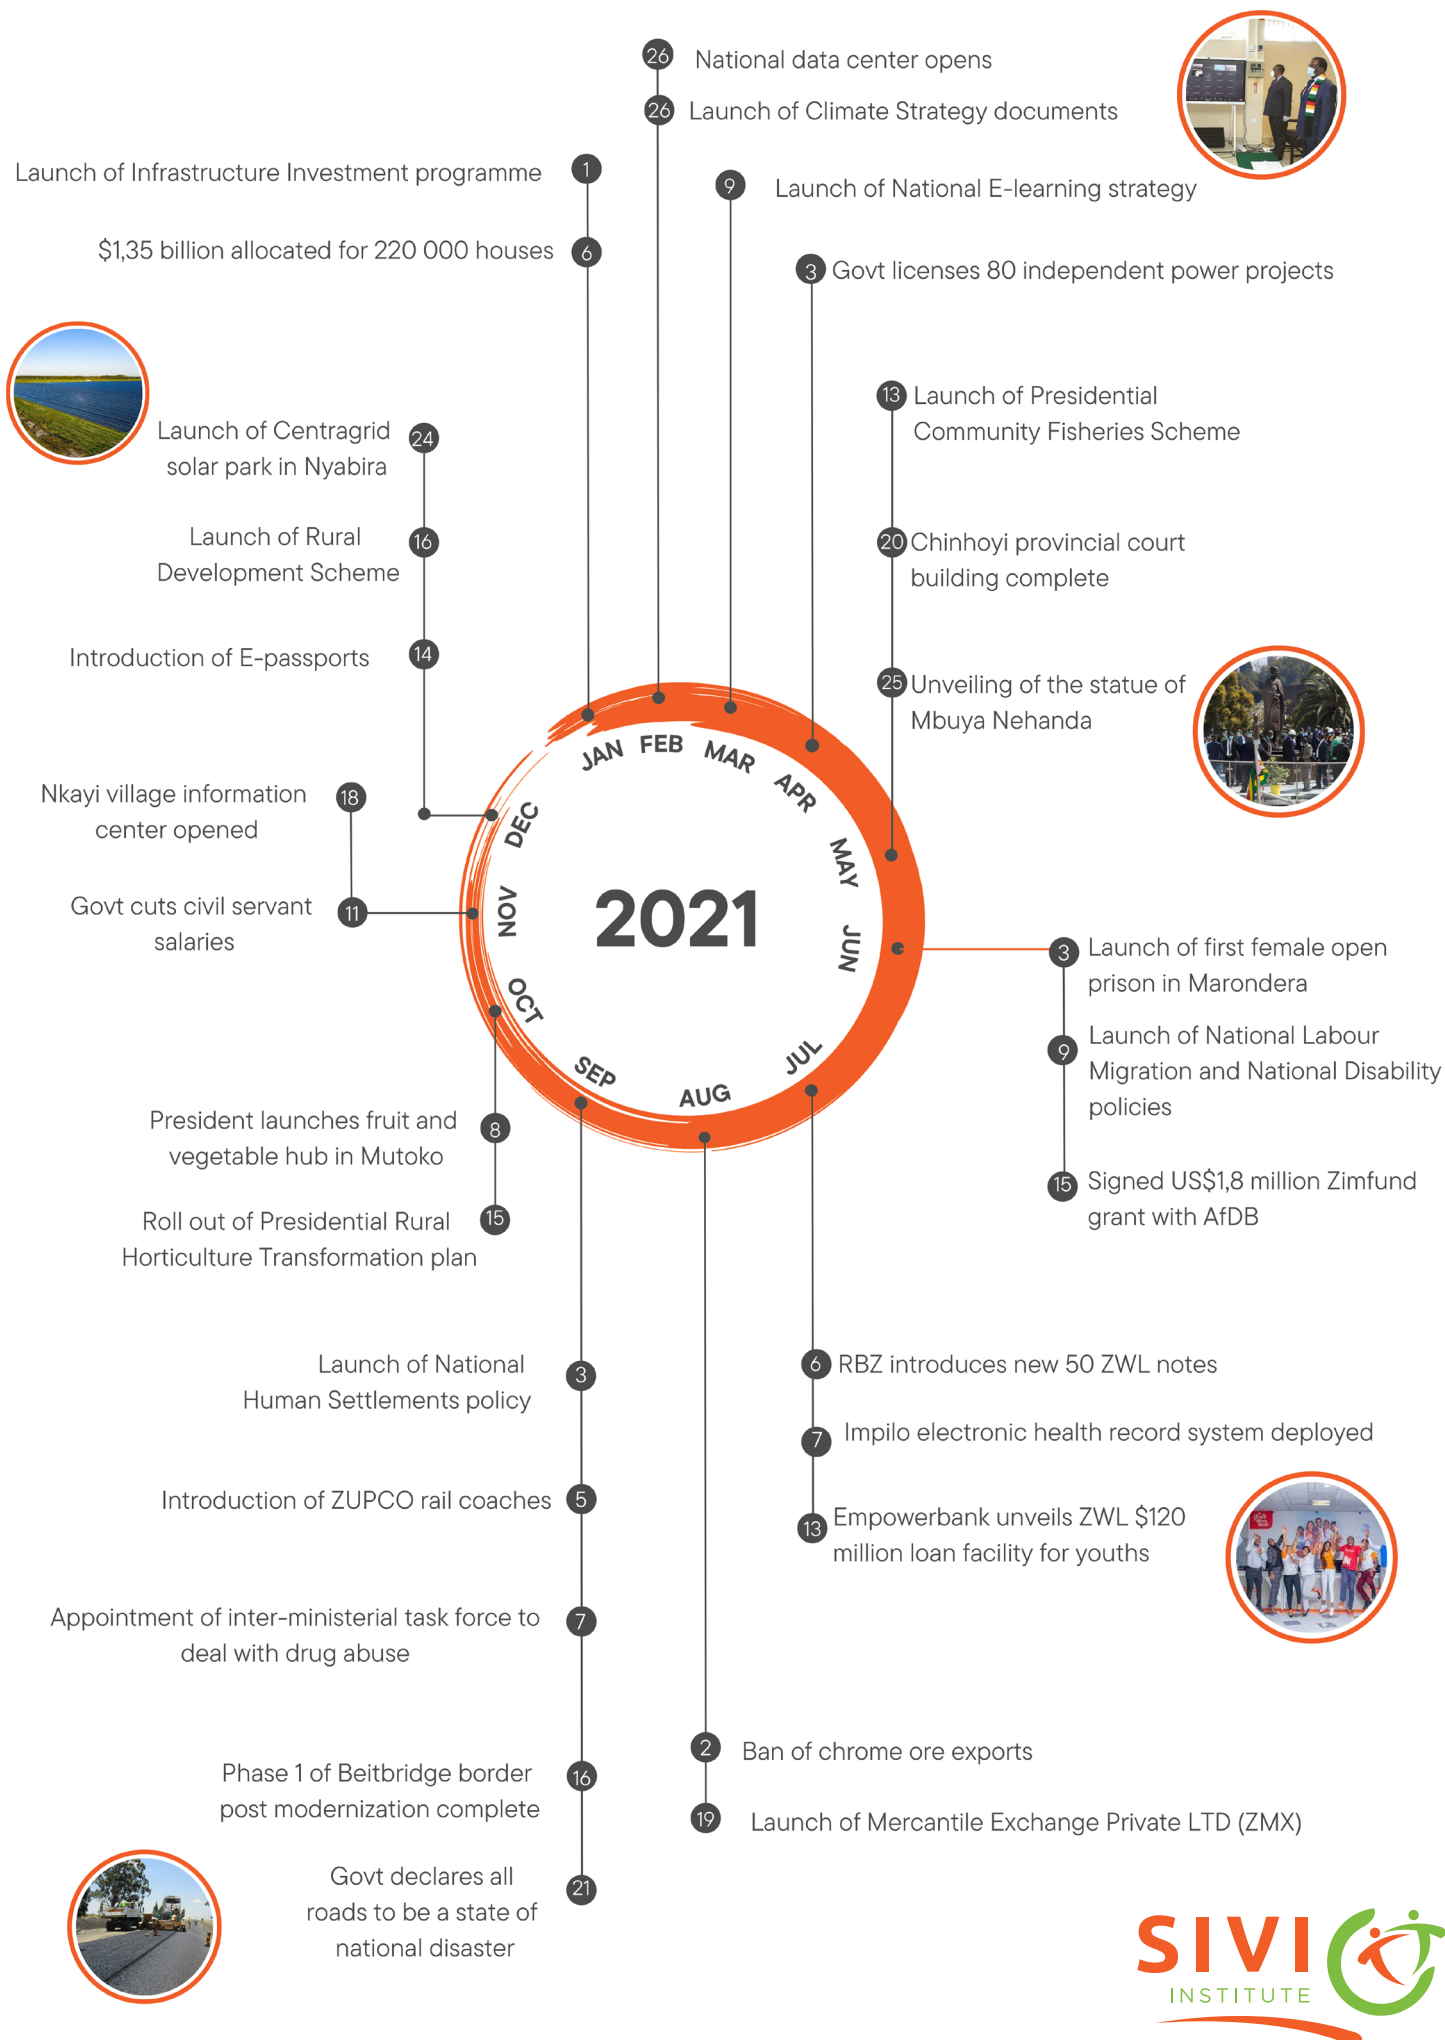 26
National data center opens
26
Launch of Climate Strategy documents
Launch of Infrastructure Investment programme
1
9
Launch of National E-learning strategy
$1,35 billion allocated for 220 000 houses
6
3
Govt licenses 80 independent power projects
13
Launch of Presidential
Community Fisheries Scheme
Launch of Centragrid
solar park in Nyabira
24
Launch of Rural
Development Scheme
16
20
Chinhoyi provincial court
building complete
Introduction of E-passports
14
25
Unveiling of the statue of
Mbuya Nehanda
JAN
FEB
MAR
APR
MAY
JUN
JUL
AUG
SEP
OCT
NOV
DEC
2021
Nkayi village information
center opened
18
Govt cuts civil servant
salaries
11
3
Launch of first female open
prison in Marondera
9
Launch of National Labour
Migration and National Disability
policies
15
Signed US$1,8 million Zimfund
grant with AfDB
President launches fruit and
vegetable hub in Mutoko
8
Roll out of Presidential Rural
Horticulture Transformation plan
15
Launch of National
Human Settlements policy
3
6
RBZ introduces new 50 ZWL notes
7
Impilo electronic health record system deployed
Introduction of ZUPCO rail coaches
5
13
Empowerbank unveils ZWL $120
million loan facility for youths
Appointment of inter-ministerial task force to
deal with drug abuse
7
Phase 1 of Beitbridge border
post modernization complete
16
2
Ban of chrome ore exports
19
Launch of Mercantile Exchange Private LTD (ZMX)
Govt declares all
roads to be a state of
national disaster
21
SIVI
INSTITUTE